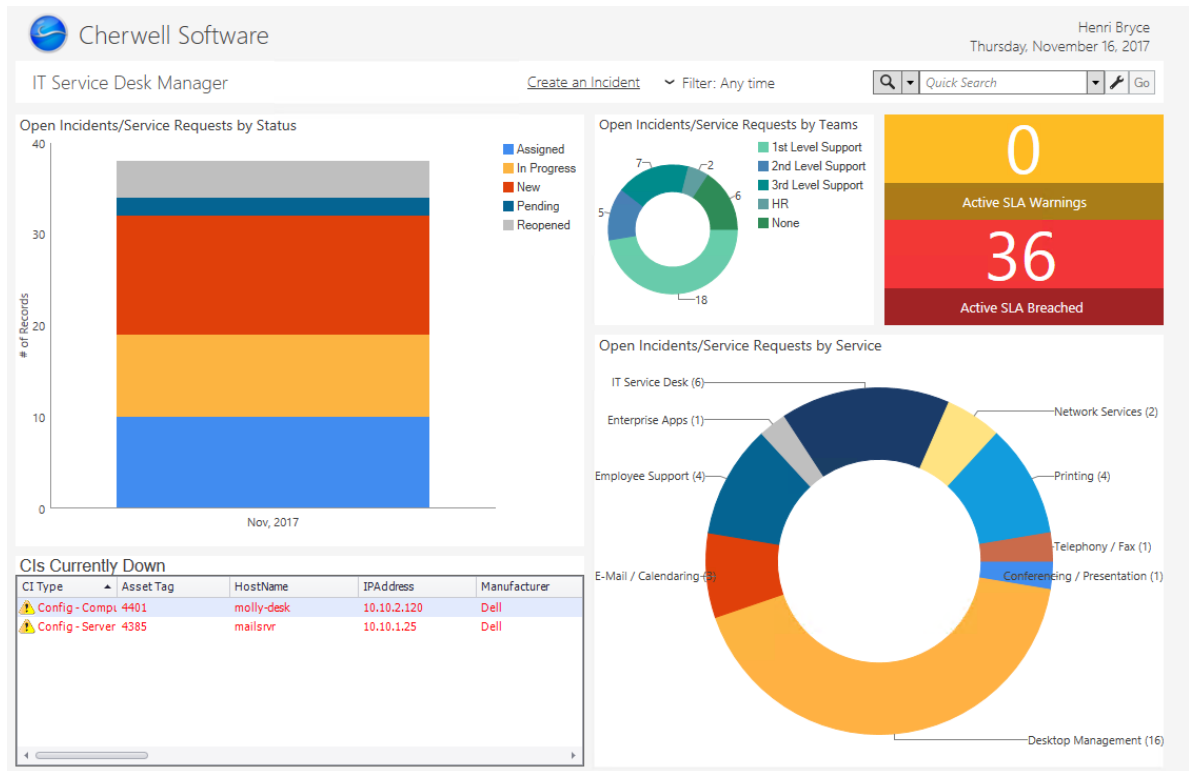 Cherwell Software
Henri Bryce
Thursday, November 16, 2017
IT Service Desk Manager
Create an Incident
Filter: Any time
Quick Search
Go
Open Incidents/Service Requests by Status
# of Records
40
30
20
10
0
Nov, 2017
Assigned
In Progress
New
Pending
Reopened
Open Incidents/Service Requests by Teams
7
2
6
5
18
1st Level Support
2nd Level Support
3rd Level Support
HR
None
0
Active SLA Warnings
36
Active SLA Breached
Open Incidents/Service Requests by Service
IT Service Desk (6)
Enterprise Apps (1)
Employee Support (4)
E-Mail / Calendaring (3)
Network Services (2)
Printing (4)
Telephony / Fax (1)
Conferencing / Presentation (1)
Desktop Management (16)
CIs Currently Down
CI Type Asset Tag HostName IPAddress Manufacturer
Config - Compu 4401 molly-desk 10.10.2.120 Dell
Config - Server 4385 mailsrvr 10.10.1.25 Dell